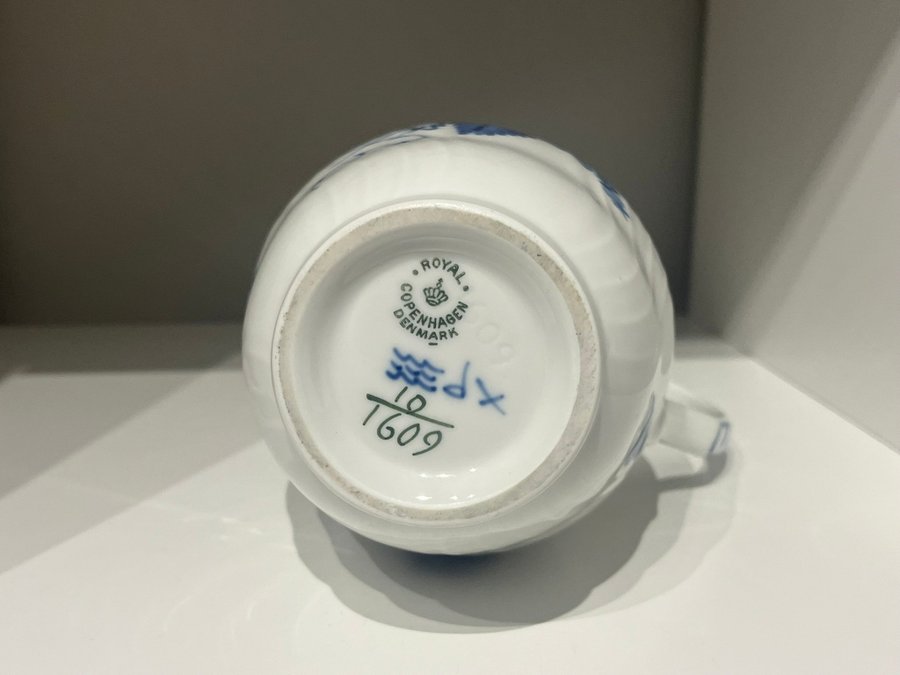 ROYAL
COPENHAGEN
DENMARK
10
1609